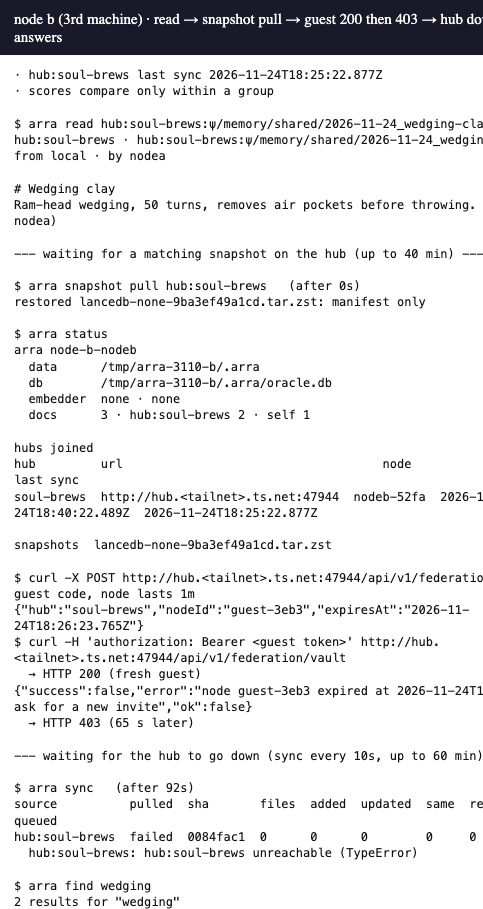 node b (3rd machine) · read → snapshot pull → guest 200 then 403 → hub do
answers
· hub:soul-brews last sync 2026-11-24T18:25:22.877Z
· scores compare only within a group
$ arra read hub:soul-brews:ψ/memory/shared/2026-11-24_wedging-cla
hub:soul-brews · hub:soul-brews:ψ/memory/shared/2026-11-24_wedgin
from local · by nodea
# Wedging clay
Ram-head wedging, 50 turns, removes air pockets before throwing.
nodea)
--- waiting for a matching snapshot on the hub (up to 40 min) ---
$ arra snapshot pull hub:soul-brews   (after 0s)
restored lancedb-none-9ba3ef49a1cd.tar.zst: manifest only
$ arra status
arra node-b-nodeb
  data      /tmp/arra-3110-b/.arra
  db        /tmp/arra-3110-b/.arra/oracle.db
  embedder  none · none
  docs      3 · hub:soul-brews 2 · self 1
hubs joined
hub         url                                    node
last sync
soul-brews  http://hub.<tailnet>.ts.net:47944  nodeb-52fa  2026-1
24T18:40:22.489Z  2026-11-24T18:25:22.877Z
snapshots  lancedb-none-9ba3ef49a1cd.tar.zst
$ curl -X POST http://hub.<tailnet>.ts.net:47944/api/v1/federatio
guest code, node lasts 1m
{"hub":"soul-brews","nodeId":"guest-3eb3","expiresAt":"2026-11-
24T18:26:23.765Z"}
$ curl -H 'authorization: Bearer <guest token>' http://hub.
<tailnet>.ts.net:47944/api/v1/federation/vault
  → HTTP 200 (fresh guest)
{"success":false,"error":"node guest-3eb3 expired at 2026-11-24T1
ask for a new invite","ok":false}
  → HTTP 403 (65 s later)
--- waiting for the hub to go down (sync every 10s, up to 60 min)
$ arra sync   (after 92s)
source          pulled  sha       files  added  updated  same  re
queued
hub:soul-brews  failed  0084fac1  0      0      0        0     0
  hub:soul-brews: hub:soul-brews unreachable (TypeError)
$ arra find wedging
2 results for "wedging"